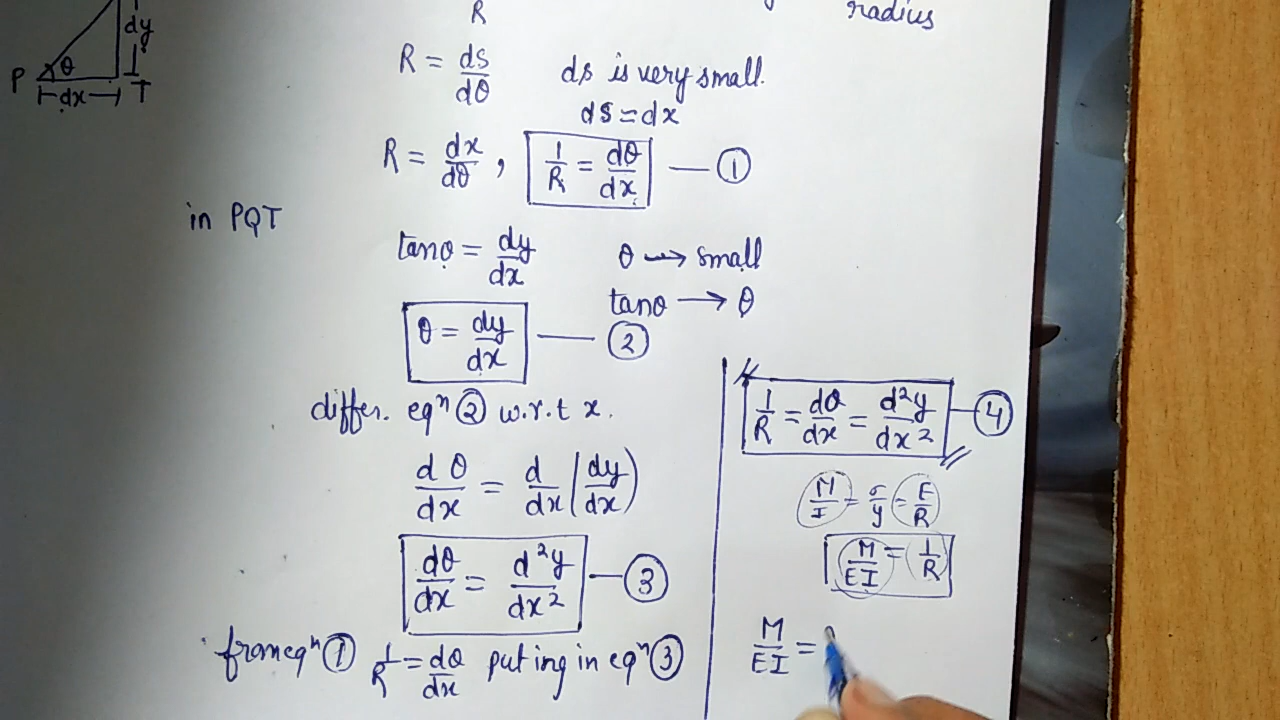 dy
P θ
dx T
R
radius
R = ds/dθ ds is very small.
ds = dx
R = dx/dθ , 1/R = dθ/dx — ①
in PQT
tanθ = dy/dx θ → small
tanθ → θ
θ = dy/dx — ②
differ. eqⁿ ② w.r.t x.
dθ/dx = d/dx (dy/dx)
dθ/dx = d²y/dx² — ③
from eqⁿ ① 1/R = dθ/dx puting in eqⁿ ③
1/R = dθ/dx = d²y/dx² — ④
M/I = σ/y = E/R
M/EI = 1/R
M/EI =